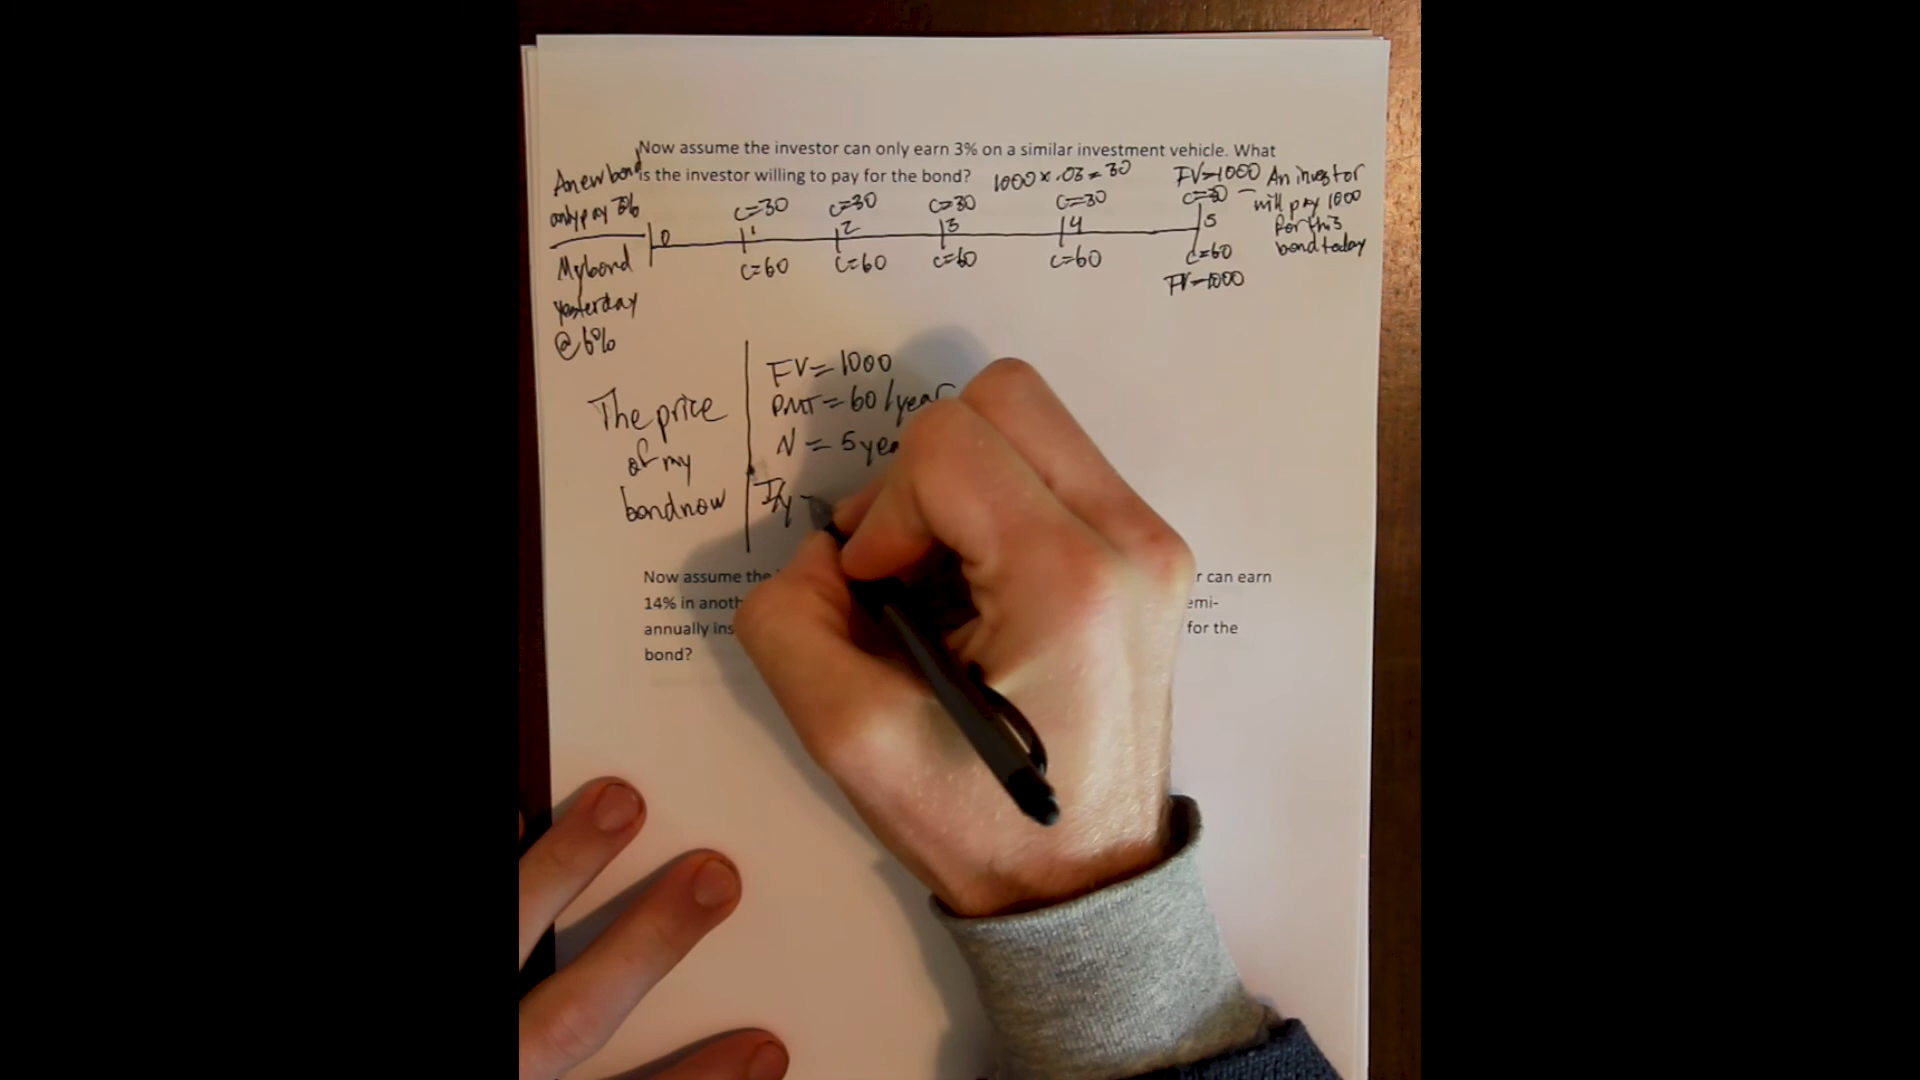 Now assume the investor can only earn 3% on a similar investment vehicle. What
is the investor willing to pay for the bond?
1000 x .03 = 30
A new bond
only pay 3%
My bond
yesterday
@ 6%
c=30 c=30 c=30 c=30
FV=1000
c=30
0 1 2 3 4 5
c=60 c=60 c=60 c=60 c=60
FV=1000
An investor
will pay 1000
for this
bond today
The price
of my
bond now
FV = 1000
PMT = 60/year
N = 5 yea
I/y
Now assume the r can earn
14% in anoth emi-
annually ins for the
bond?